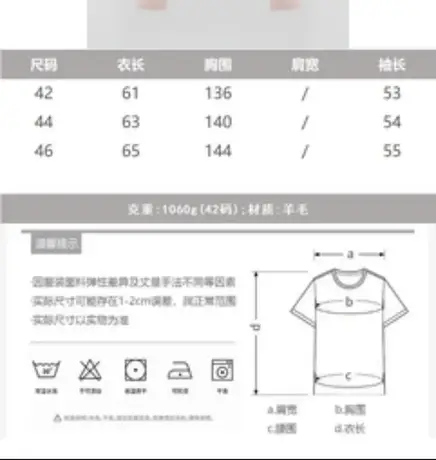 尺码 衣长 胸围 肩宽 袖长
42 61 136 / 53
44 63 140 / 54
46 65 144 / 55
克重:1060g(42码);材质:羊毛
温馨提示
·因服装面料弹性差异及丈量手法不同等因素
·实际尺寸可能存在1-2cm误差，属正常范围
·实际尺寸以实物为准
a
b
c
d
30°
a.肩宽 b.胸围
c.腰围 d.衣长